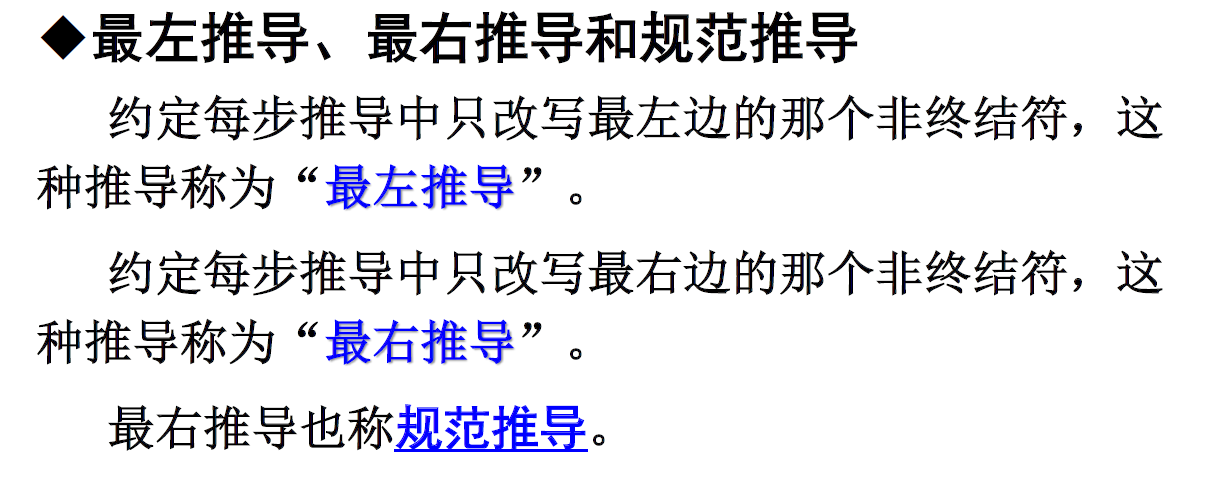 ◆最左推导、最右推导和规范推导
约定每步推导中只改写最左边的那个非终结符，这
种推导称为“最左推导”。
约定每步推导中只改写最右边的那个非终结符，这
种推导称为“最右推导”。
最右推导也称规范推导。